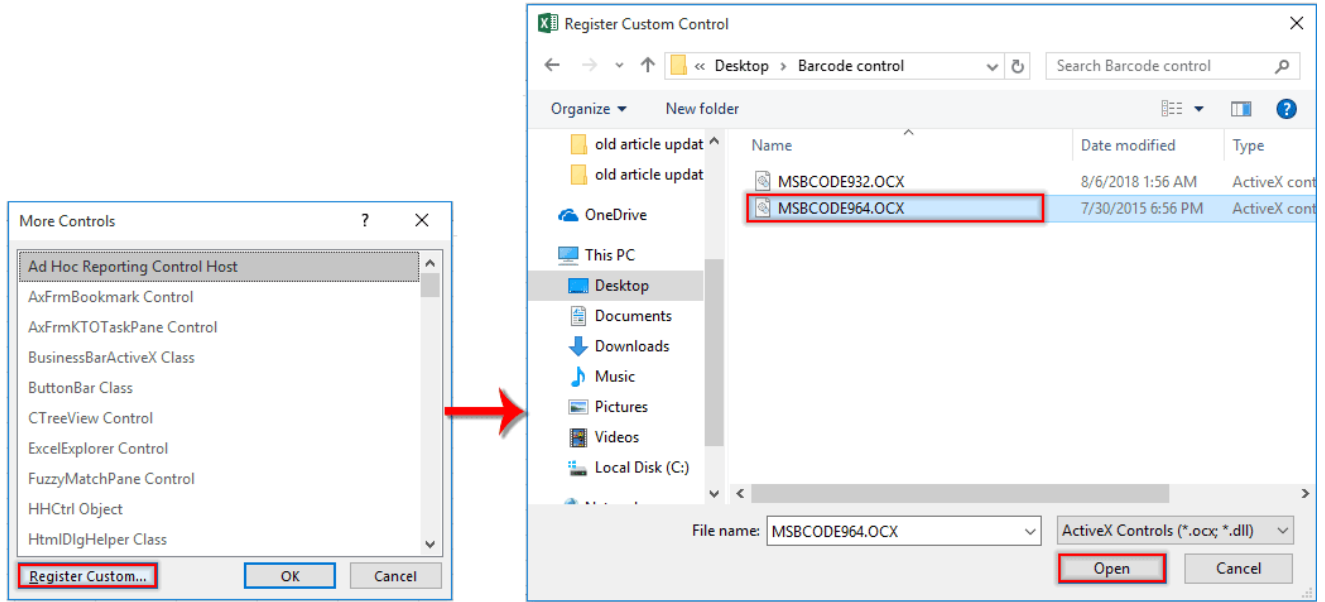 More Controls
?
Ad Hoc Reporting Control Host
AxFrmBookmark Control
AxFrmKTOTaskPane Control
BusinessBarActiveX Class
ButtonBar Class
CTreeView Control
ExcelExplorer Control
FuzzyMatchPane Control
HHCtrl Object
HtmlDlgHelper Class
Register Custom...
OK
Cancel
Register Custom Control
« Desktop > Barcode control
Search Barcode control
Organize
New folder
?
old article updat
old article updat
OneDrive
This PC
Desktop
Documents
Downloads
Music
Pictures
Videos
Local Disk (C:)
Name Date modified Type
MSBCODE932.OCX 8/6/2018 1:56 AM ActiveX cont
MSBCODE964.OCX 7/30/2015 6:56 PM ActiveX cont
File name: MSBCODE964.OCX
ActiveX Controls (*.ocx; *.dll)
Open
Cancel